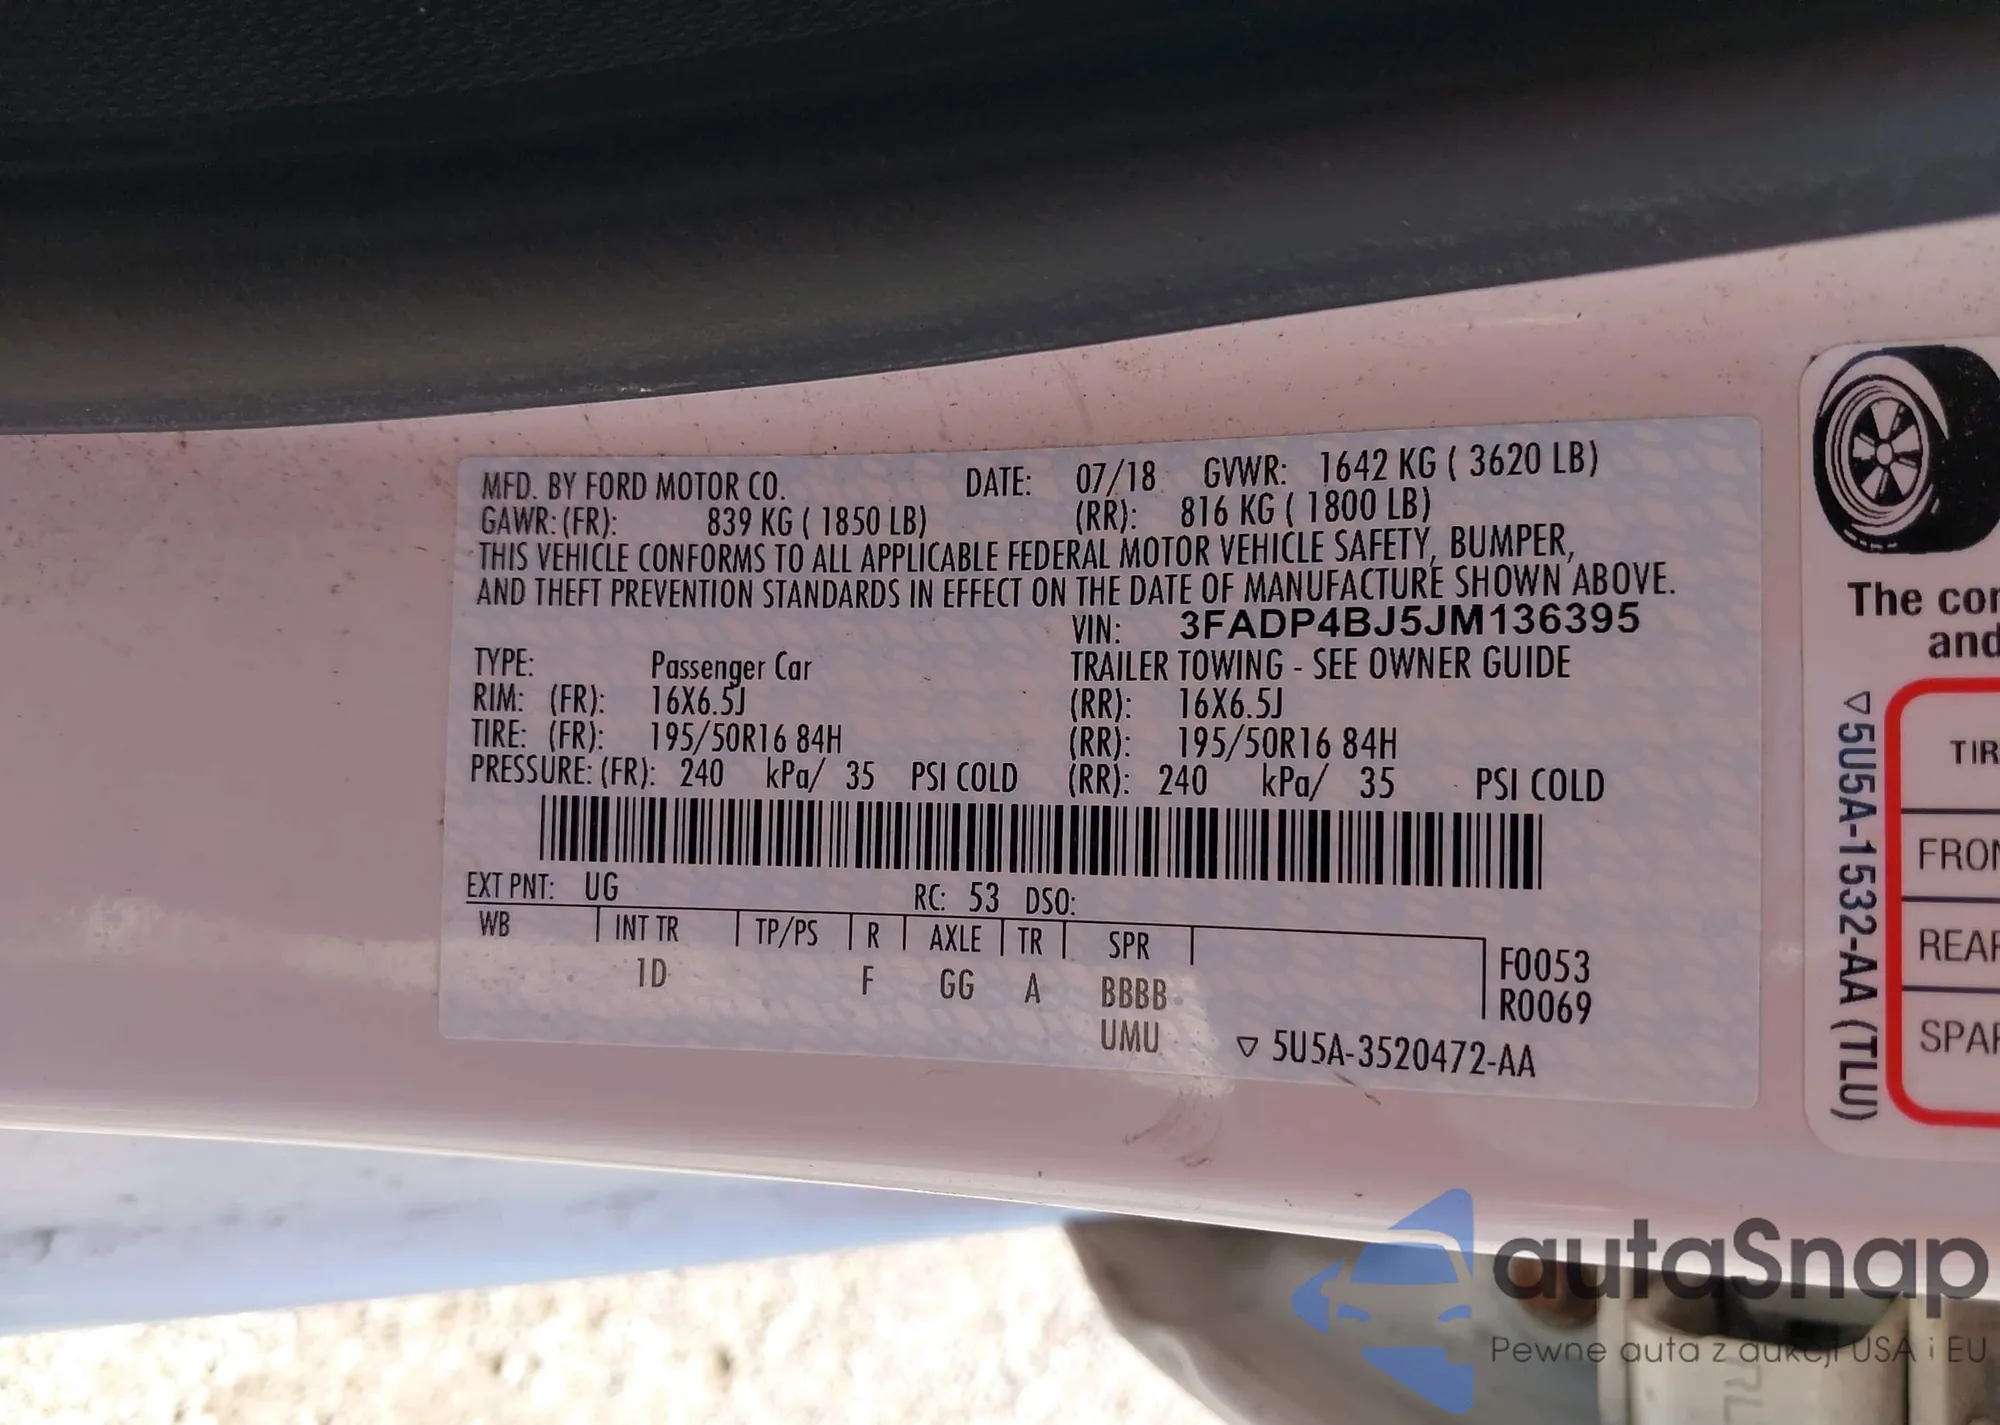 MFD. BY FORD MOTOR CO. DATE: 07/18 GVWR: 1642 KG ( 3620 LB)
GAWR: (FR): 839 KG ( 1850 LB) (RR): 816 KG ( 1800 LB)
THIS VEHICLE CONFORMS TO ALL APPLICABLE FEDERAL MOTOR VEHICLE SAFETY, BUMPER,
AND THEFT PREVENTION STANDARDS IN EFFECT ON THE DATE OF MANUFACTURE SHOWN ABOVE.
VIN: 3FADP4BJ5JM136395
TYPE: Passenger Car TRAILER TOWING - SEE OWNER GUIDE
RIM: (FR): 16X6.5J (RR): 16X6.5J
TIRE: (FR): 195/50R16 84H (RR): 195/50R16 84H
PRESSURE: (FR): 240 kPa/ 35 PSI COLD (RR): 240 kPa/ 35 PSI COLD
EXT PNT: UG RC: 53 DSO:
WB INT TR TP/PS R AXLE TR SPR
1D F GG A BBBB
UMU
F0053
R0069
▽ 5U5A-3520472-AA
The cor
and
▽5U5A-1532-AA (TLU)
TIR
FRON
REAR
SPAR
autaSnap
Pewne auta z aukcji USA i EU